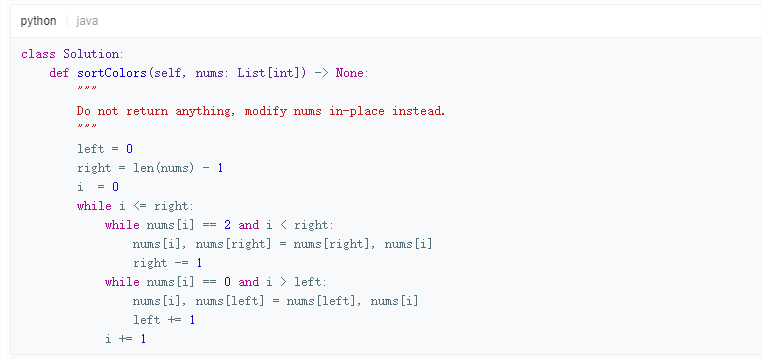 python | java
class Solution:
    def sortColors(self, nums: List[int]) -> None:
        """
        Do not return anything, modify nums in-place instead.
        """
        left = 0
        right = len(nums) - 1
        i  = 0
        while i <= right:
            while nums[i] == 2 and i < right:
                nums[i], nums[right] = nums[right], nums[i]
                right -= 1
            while nums[i] == 0 and i > left:
                nums[i], nums[left] = nums[left], nums[i]
                left += 1
            i += 1